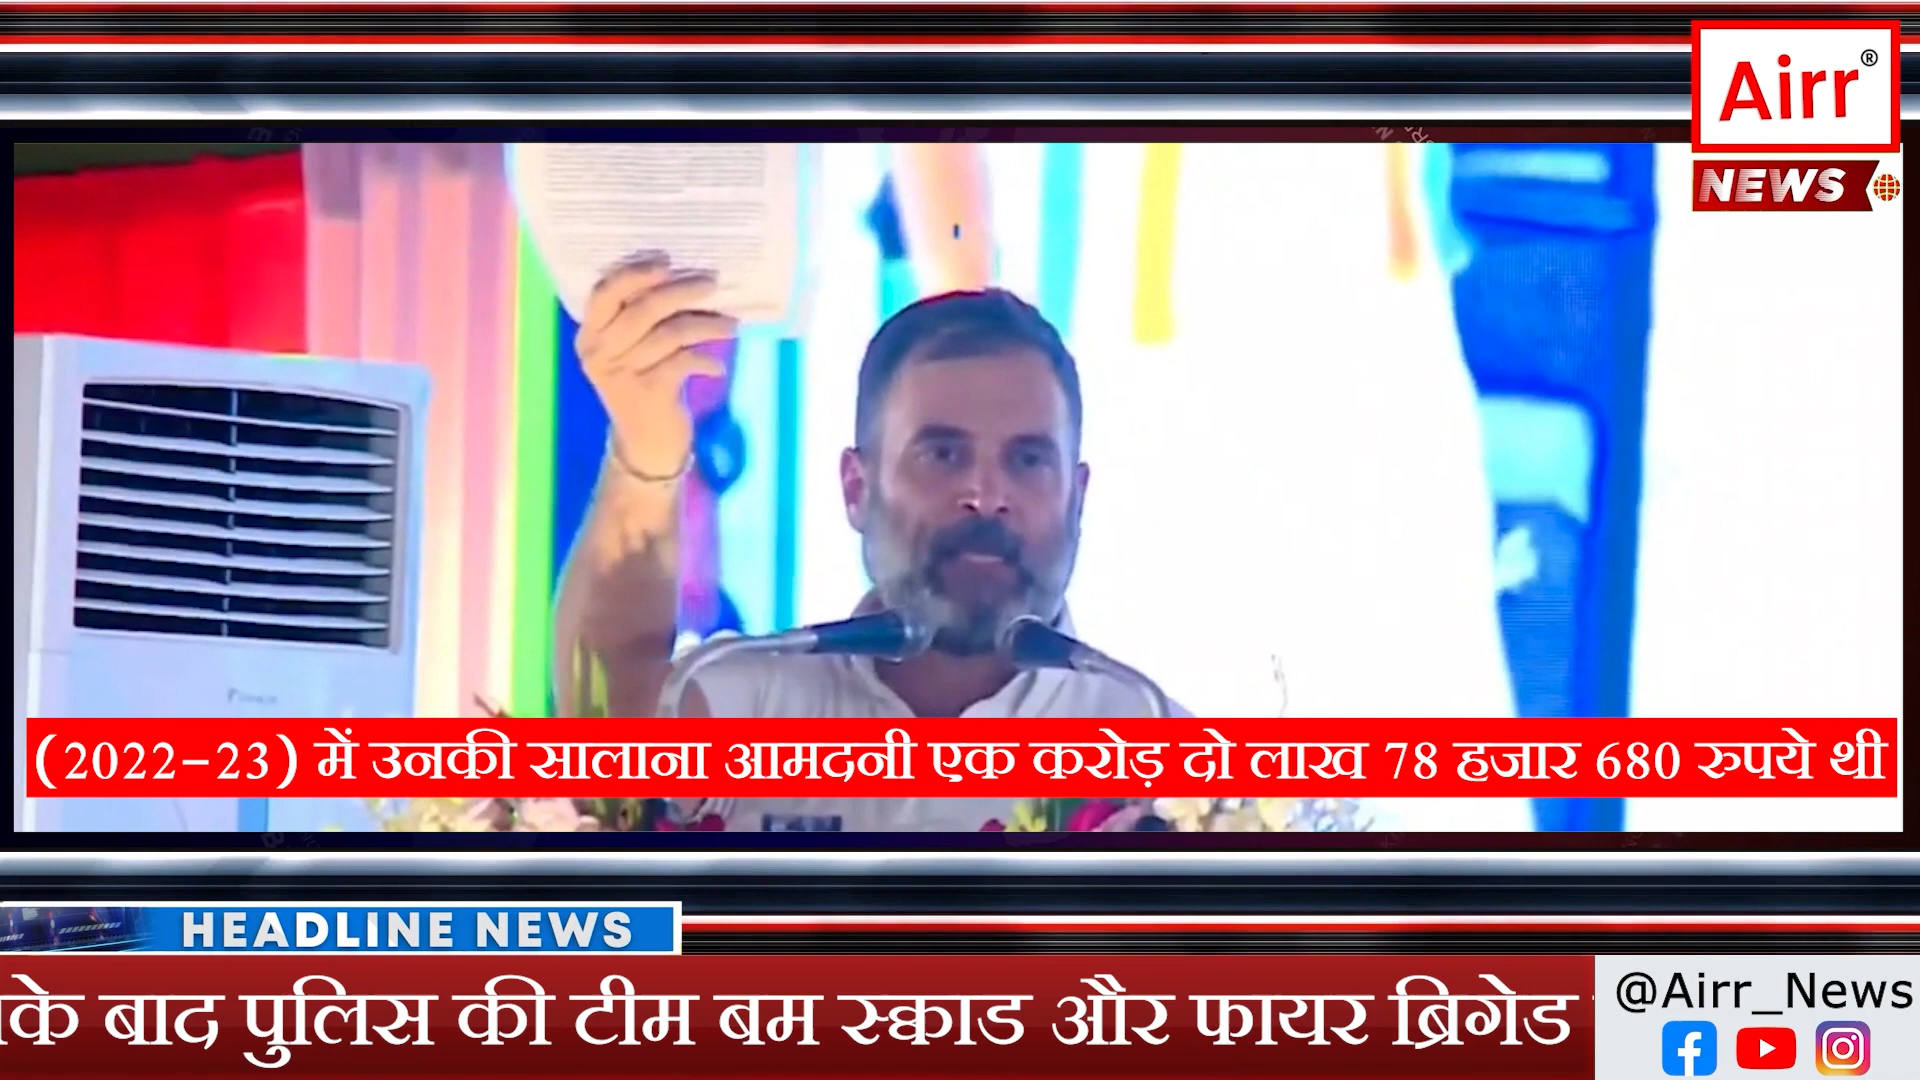 Airr®
NEWS
(2022-23) में उनकी सालाना आमदनी एक करोड़ दो लाख 78 हजार 680 रुपये थी
HEADLINE NEWS
के बाद पुलिस की टीम बम स्क्वाड और फायर ब्रिगेड
@Airr_News